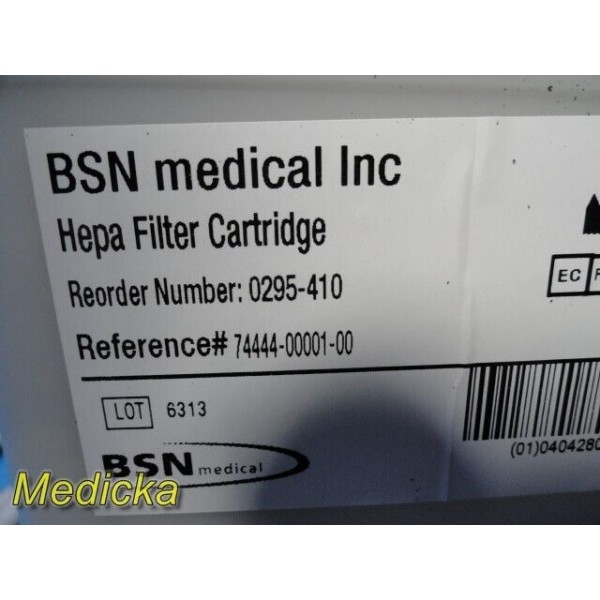 BSN medical Inc
Hepa Filter Cartridge
Reorder Number: 0295-410
EC
Reference# 74444-00001-00
LOT 6313
(01)0404280
BSN medical
Medicka